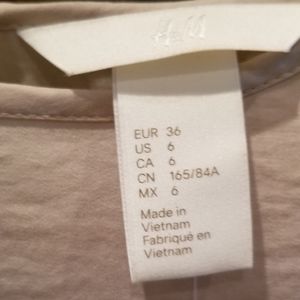 H&M
EUR 36
US 6
CA 6
CN 165/84A
MX 6
Made in
Vietnam
Fabriqué en
Vietnam